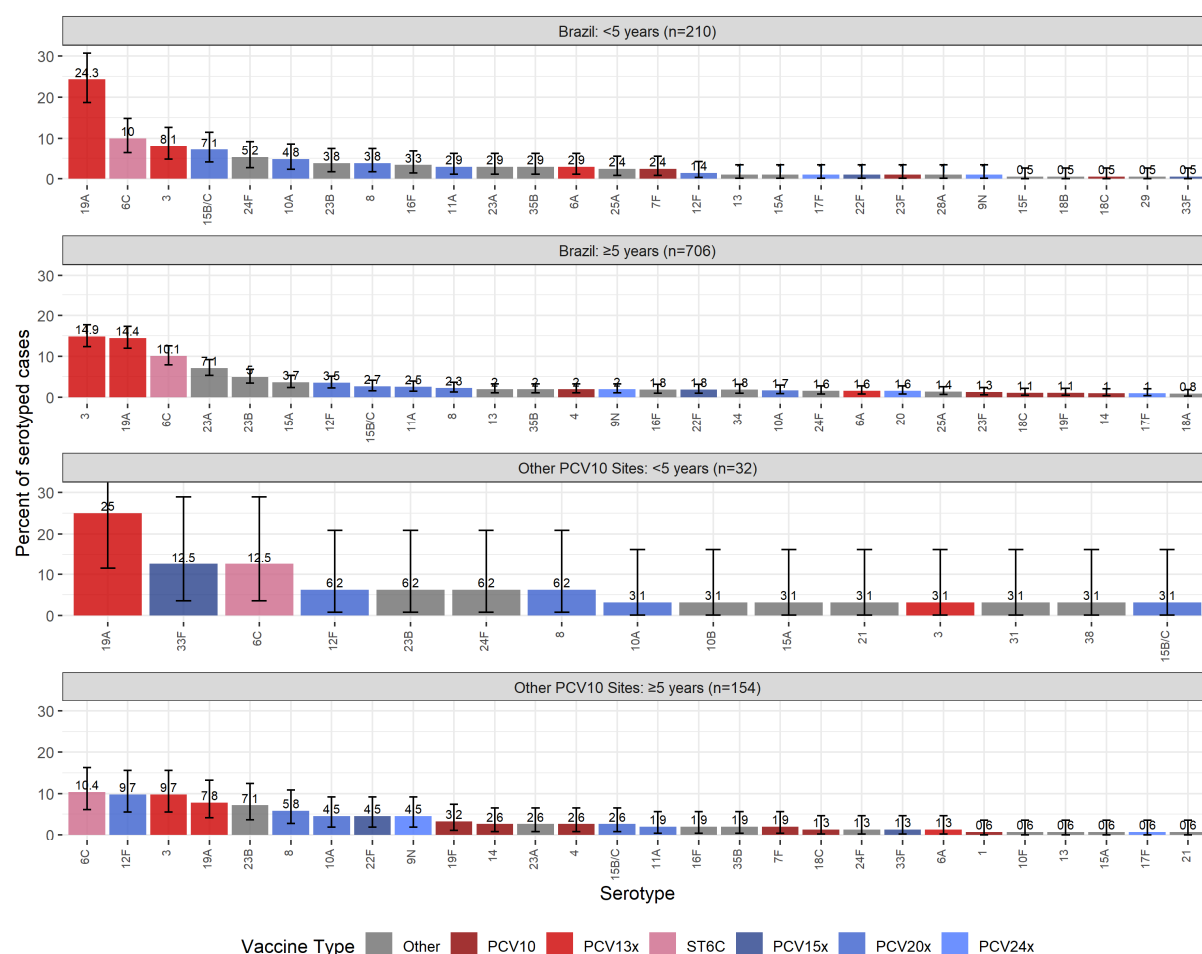 Brazil: <5 years (n=210)
30
20
10
0
24.3
10
8.1
7.1
5.2
4.8
3.8
3.8
3.3
2.9
2.9
2.9
2.9
2.4
2.4
1.4
0.5
0.5
0.5
0.5
0.5
19A
6C
3
15B/C
24F
10A
23B
8
16F
11A
23A
35B
6A
25A
7F
12F
13
15A
17F
22F
23F
28A
9N
15F
18B
18C
29
33F
Brazil: ≥5 years (n=706)
30
20
10
0
14.9
14.4
10.1
7.1
5
3.7
3.5
2.7
2.5
2.3
2
2
2
2
1.8
1.8
1.8
1.7
1.6
1.6
1.6
1.4
1.3
1.1
1.1
1
1
0.8
3
19A
6C
23A
23B
15A
12F
15B/C
11A
8
13
35B
4
9N
16F
22F
34
10A
24F
6A
20
25A
23F
18C
19F
14
17F
18A
Percent of serotyped cases
Other PCV10 Sites: <5 years (n=32)
30
20
10
0
25
12.5
12.5
6.2
6.2
6.2
6.2
3.1
3.1
3.1
3.1
3.1
3.1
3.1
3.1
19A
33F
6C
12F
23B
24F
8
10A
10B
15A
21
3
31
38
15B/C
Other PCV10 Sites: ≥5 years (n=154)
30
20
10
0
10.4
9.7
9.7
7.8
7.1
5.8
4.5
4.5
4.5
3.2
2.6
2.6
2.6
2.6
1.9
1.9
1.9
1.9
1.3
1.3
1.3
1.3
0.6
0.6
0.6
0.6
0.6
0.6
6C
12F
3
19A
23B
8
10A
22F
9N
19F
14
23A
4
15B/C
11A
16F
35B
7F
18C
24F
33F
6A
1
10F
13
15A
17F
21
Serotype
Vaccine Type
Other
PCV10
PCV13x
ST6C
PCV15x
PCV20x
PCV24x